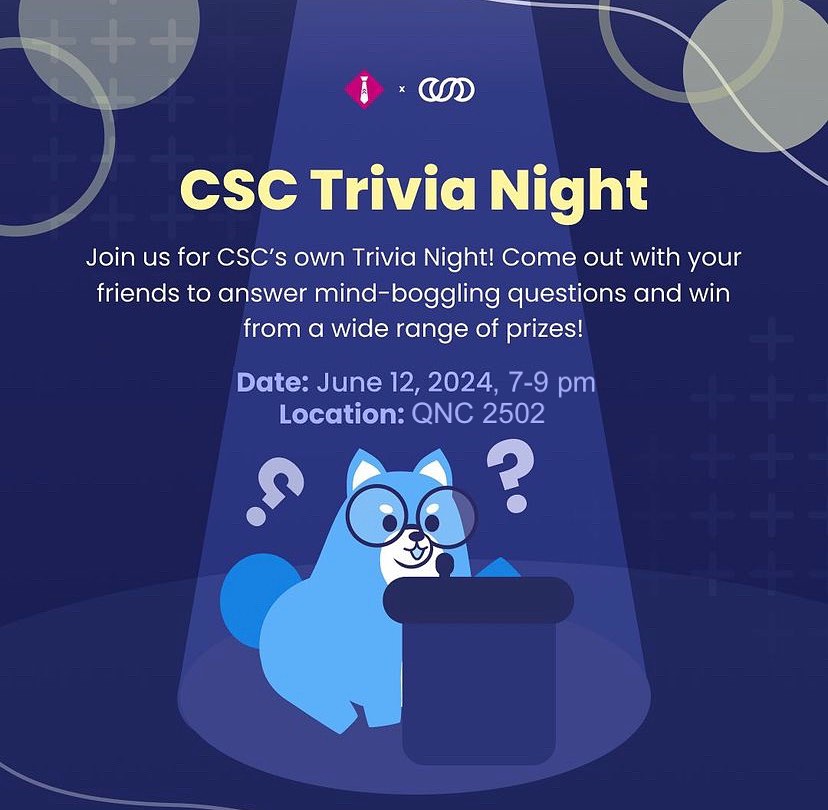 x
CSC Trivia Night
Join us for CSC’s own Trivia Night! Come out with your
friends to answer mind-boggling questions and win
from a wide range of prizes!
Date: June 12, 2024, 7-9 pm
Location: QNC 2502
? ?